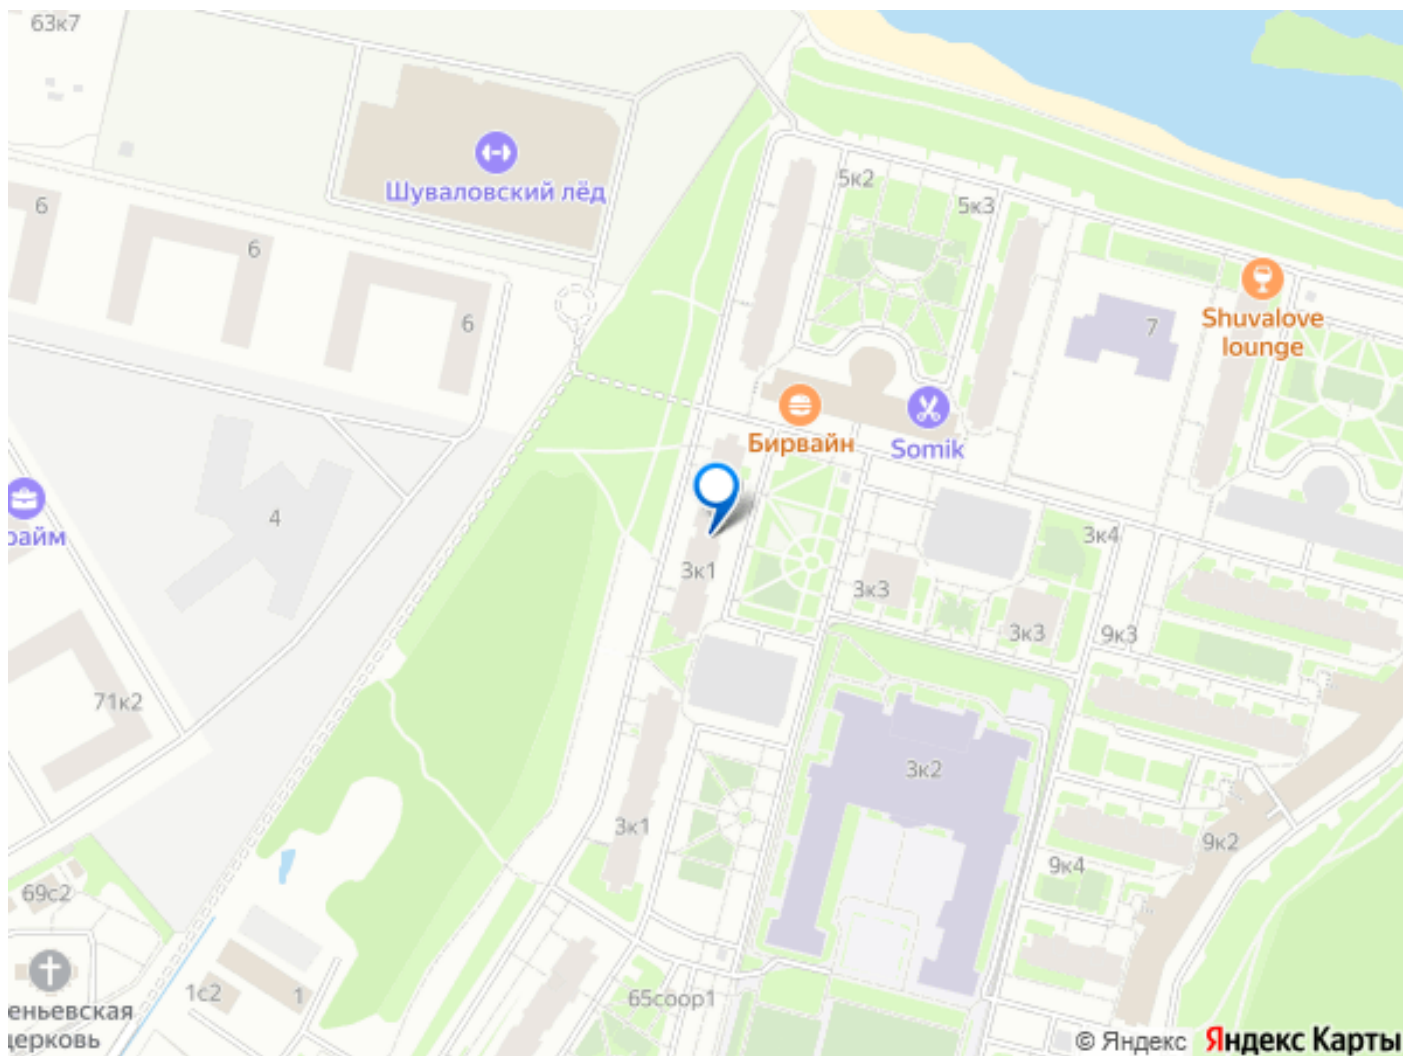 63к7
Шуваловский лёд
5к2
6
5к3
6
6
7
Shuvalove
lounge
Бирвайн
Somik
райм
4
3к4
3к1
3к3
3к3
9к3
71к2
3к2
3к1
9к2
9к4
69с2
1с2
1
65соор1
еньевская
церковь
© Яндекс Яндекс Карты